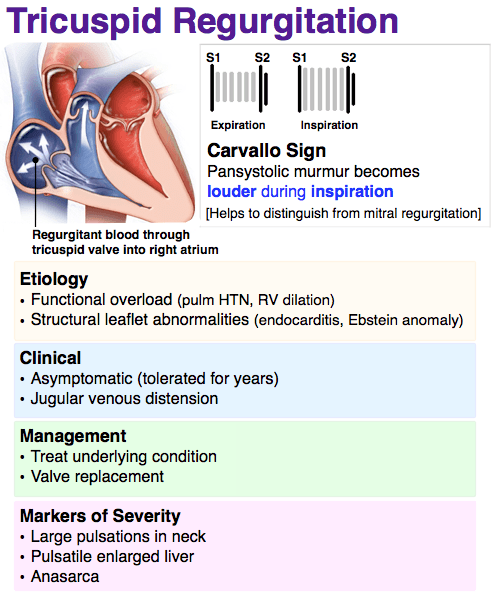 Tricuspid Regurgitation
S1 S2 S1 S2
Expiration Inspiration
Carvallo Sign
Pansystolic murmur becomes
louder during inspiration
[Helps to distinguish from mitral regurgitation]
Regurgitant blood through
tricuspid valve into right atrium
Etiology
• Functional overload (pulm HTN, RV dilation)
• Structural leaflet abnormalities (endocarditis, Ebstein anomaly)
Clinical
• Asymptomatic (tolerated for years)
• Jugular venous distension
Management
• Treat underlying condition
• Valve replacement
Markers of Severity
• Large pulsations in neck
• Pulsatile enlarged liver
• Anasarca